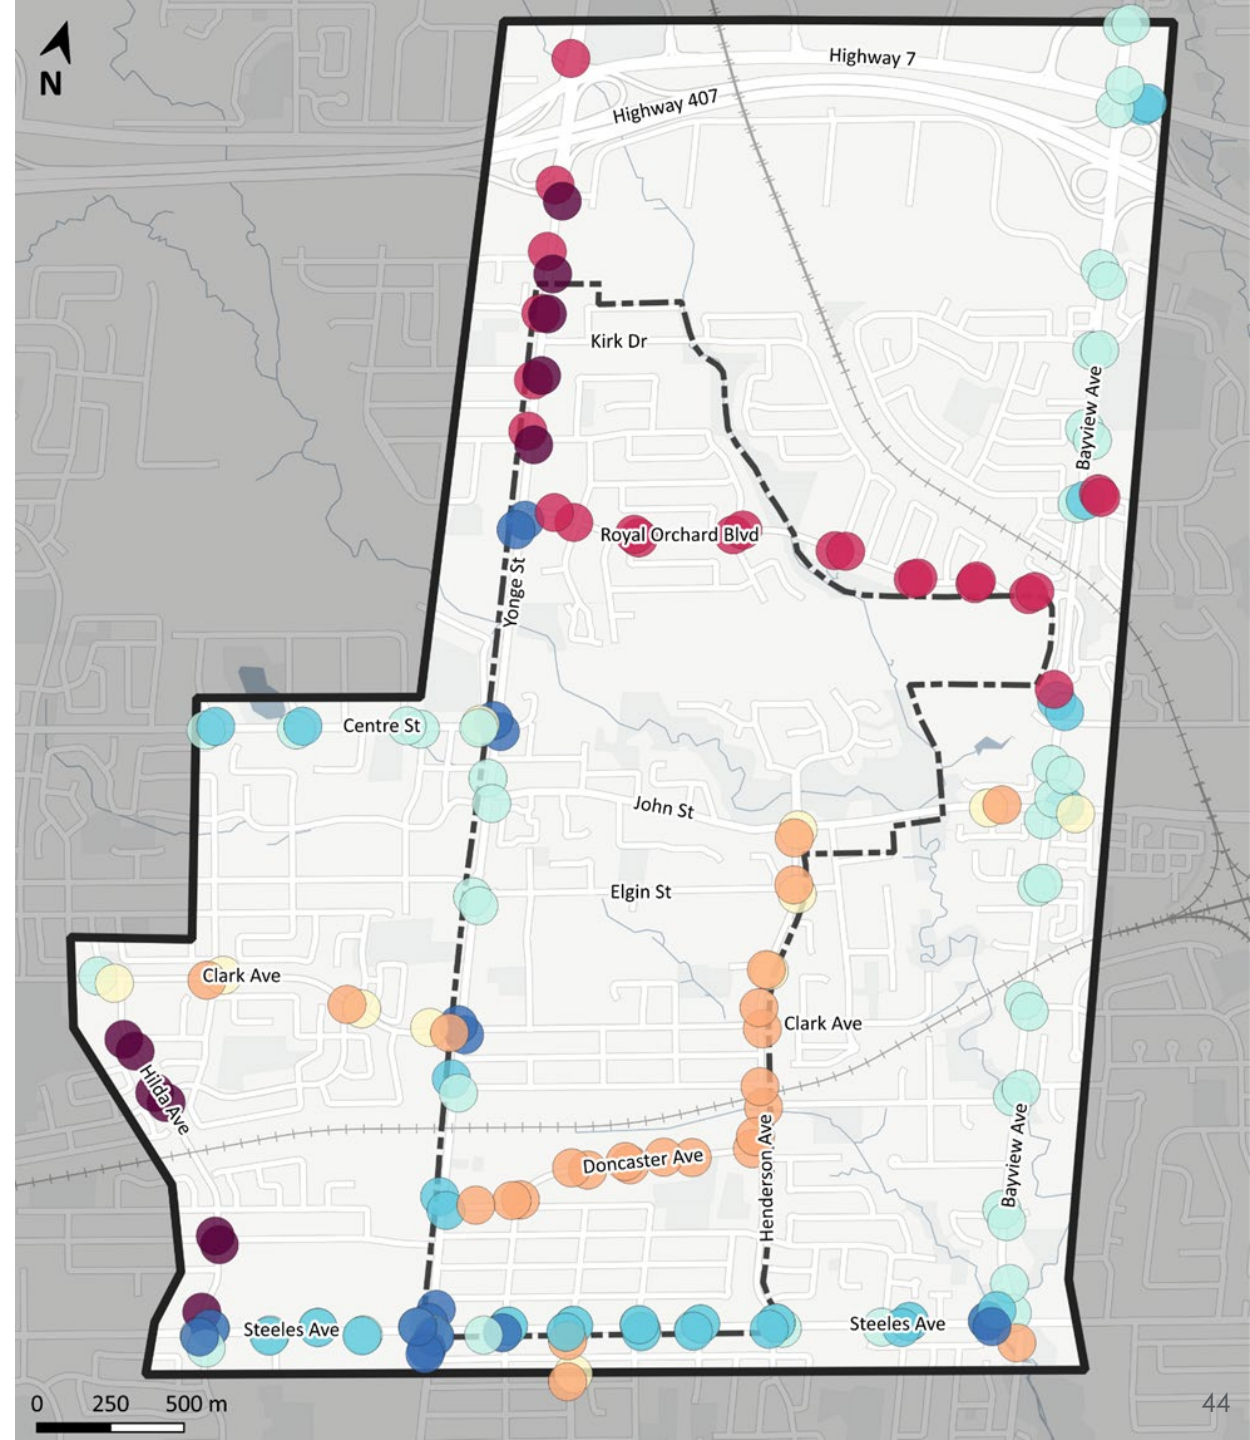 N
Highway 7
Highway 407
Kirk Dr
Bayview Ave
Royal Orchard Blvd
Yonge St
Centre St
John St
Elgin St
Clark Ave
Clark Ave
Hilda Ave
Doncaster Ave
Henderson Ave
Bayview Ave
Steeles Ave
Steeles Ave
0 250 500 m
44